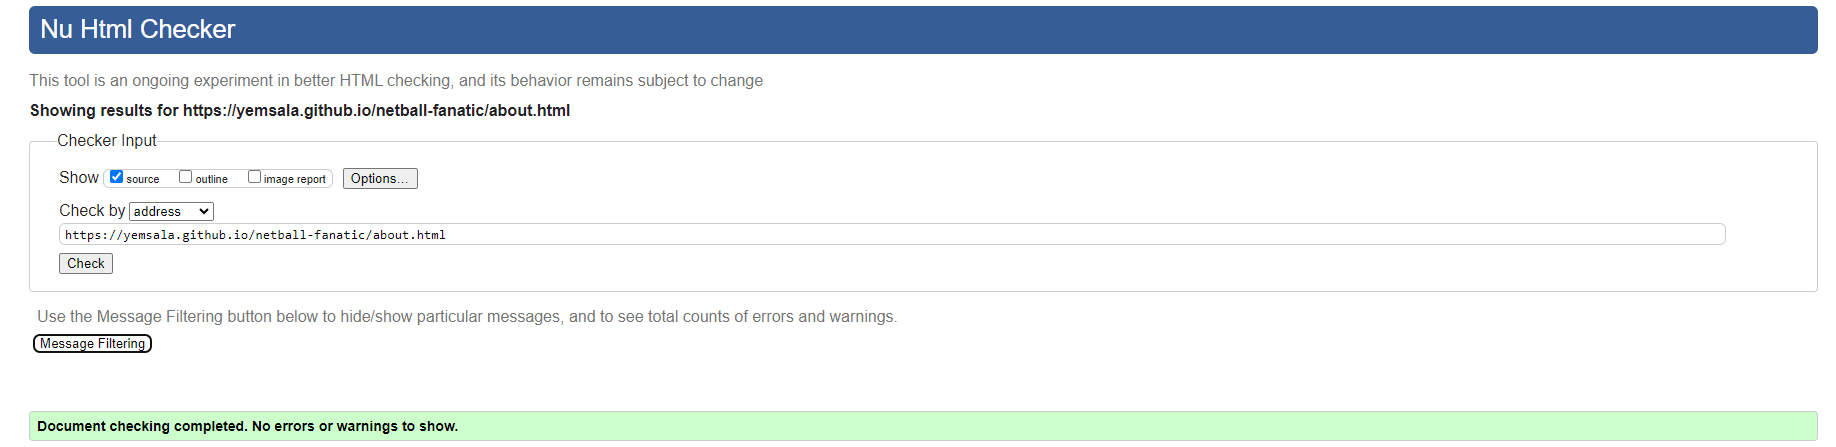 Nu Html Checker
This tool is an ongoing experiment in better HTML checking, and its behavior remains subject to change
Showing results for https://yemsala.github.io/netball-fanatic/about.html
Checker Input
Show source outline image report Options...
Check by address
https://yemsala.github.io/netball-fanatic/about.html
Check
Use the Message Filtering button below to hide/show particular messages, and to see total counts of errors and warnings.
Message Filtering
Document checking completed. No errors or warnings to show.